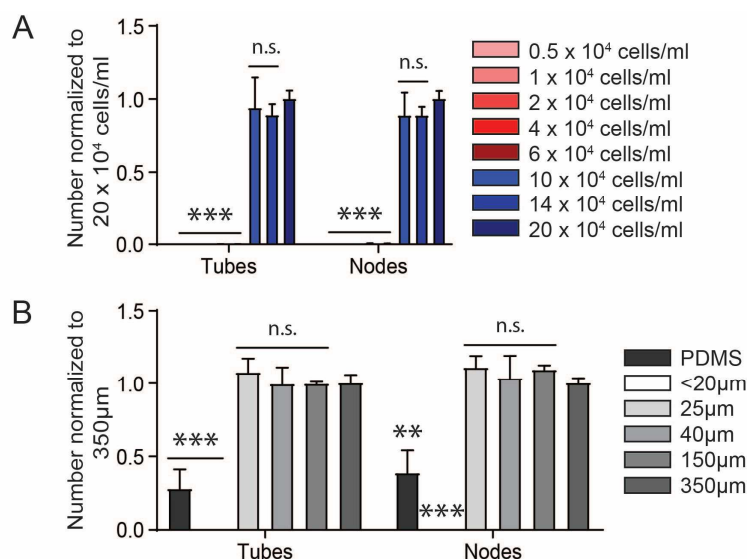 A
Number normalized to
20 x 10⁴ cells/ml
1.5
1.0
0.5
0.0
***
n.s.
***
n.s.
Tubes
Nodes
0.5 x 10⁴ cells/ml
1 x 10⁴ cells/ml
2 x 10⁴ cells/ml
4 x 10⁴ cells/ml
6 x 10⁴ cells/ml
10 x 10⁴ cells/ml
14 x 10⁴ cells/ml
20 x 10⁴ cells/ml
B
Number normalized to
350µm
1.5
1.0
0.5
0.0
***
n.s.
**
***
n.s.
Tubes
Nodes
PDMS
<20µm
25µm
40µm
150µm
350µm